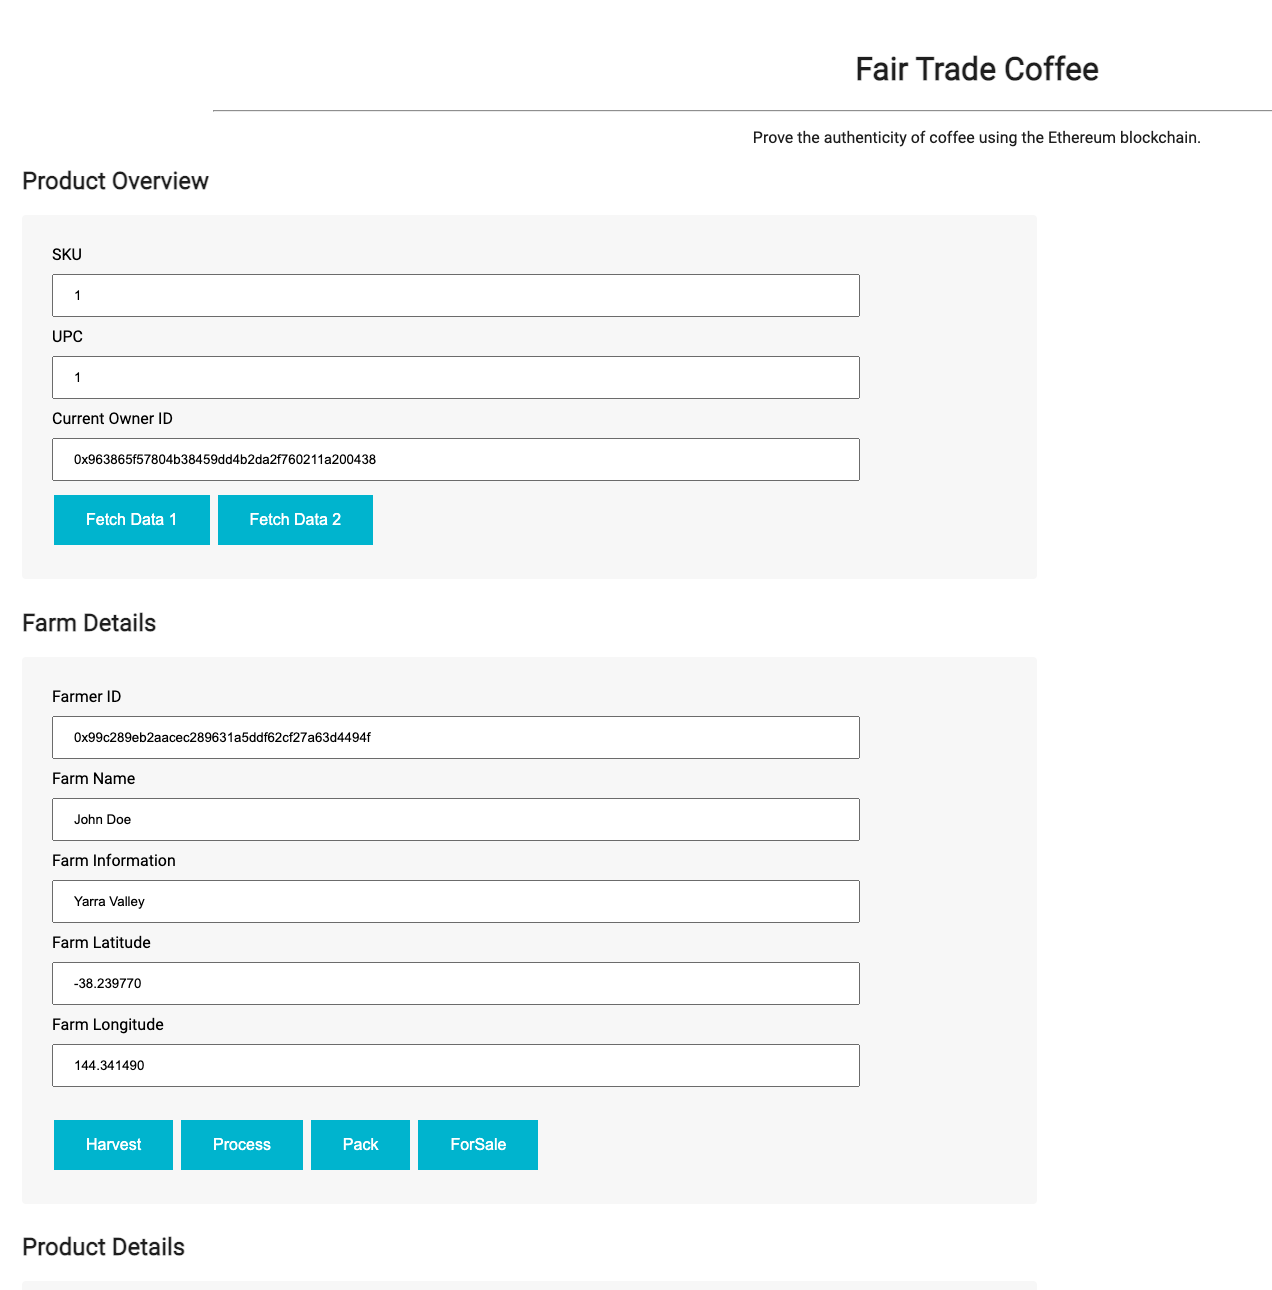 Fair Trade Coffee
Prove the authenticity of coffee using the Ethereum blockchain.
Product Overview
SKU
1
UPC
1
Current Owner ID
0x963865f57804b38459dd4b2da2f760211a200438
Fetch Data 1 Fetch Data 2
Farm Details
Farmer ID
0x99c289eb2aacec289631a5ddf62cf27a63d4494f
Farm Name
John Doe
Farm Information
Yarra Valley
Farm Latitude
-38.239770
Farm Longitude
144.341490
Harvest Process Pack ForSale
Product Details